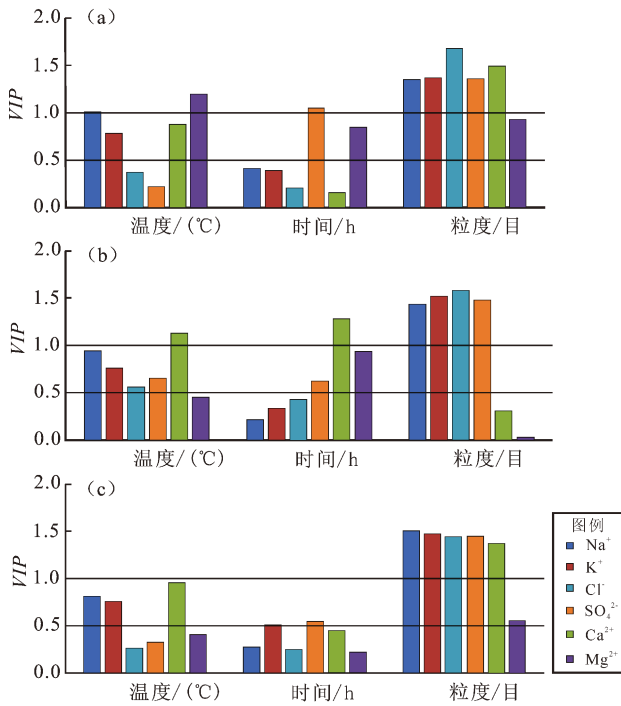 (a)
2.0
1.5
1.0
0.5
0.0
VIP
温度/(℃)
时间/h
粒度/目
(b)
2.0
1.5
1.0
0.5
0.0
VIP
温度/(℃)
时间/h
粒度/目
(c)
2.0
1.5
1.0
0.5
0.0
VIP
温度/(℃)
时间/h
粒度/目
图例
Na⁺
K⁺
Cl⁻
SO₄²⁻
Ca²⁺
Mg²⁺